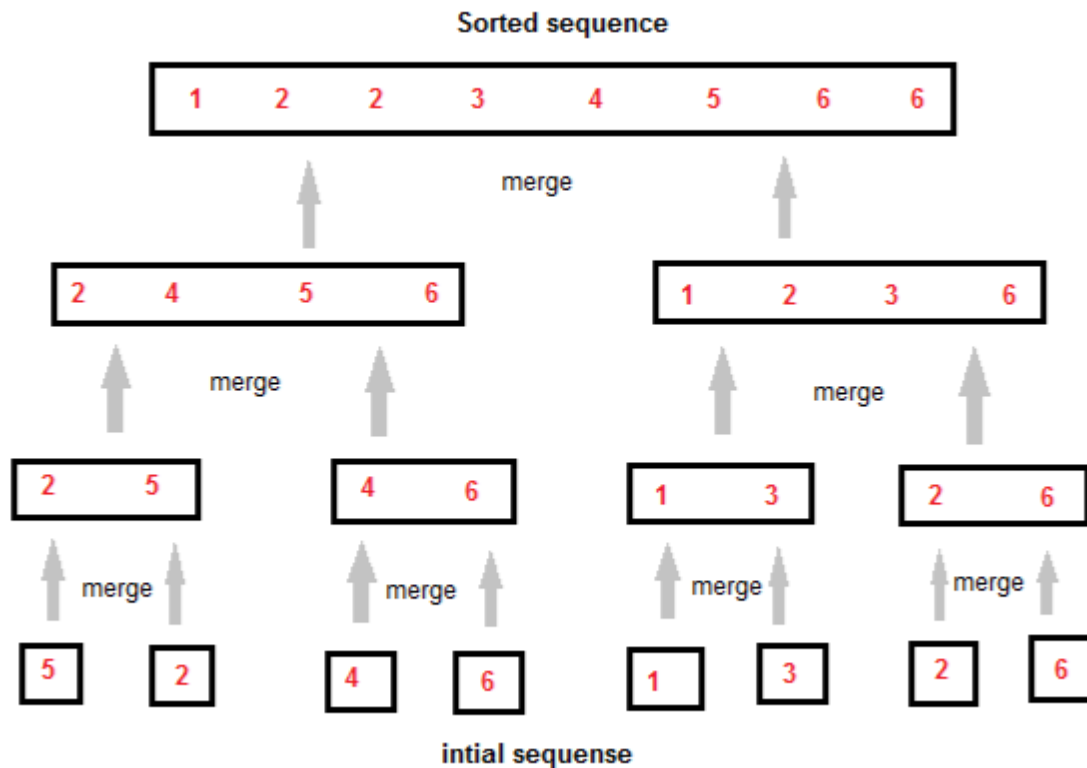 Sorted sequence
1 2 2 3 4 5 6 6
merge
2 4 5 6 1 2 3 6
merge merge
2 5 4 6 1 3 2 6
merge merge merge merge
5 2 4 6 1 3 2 6
intial sequense